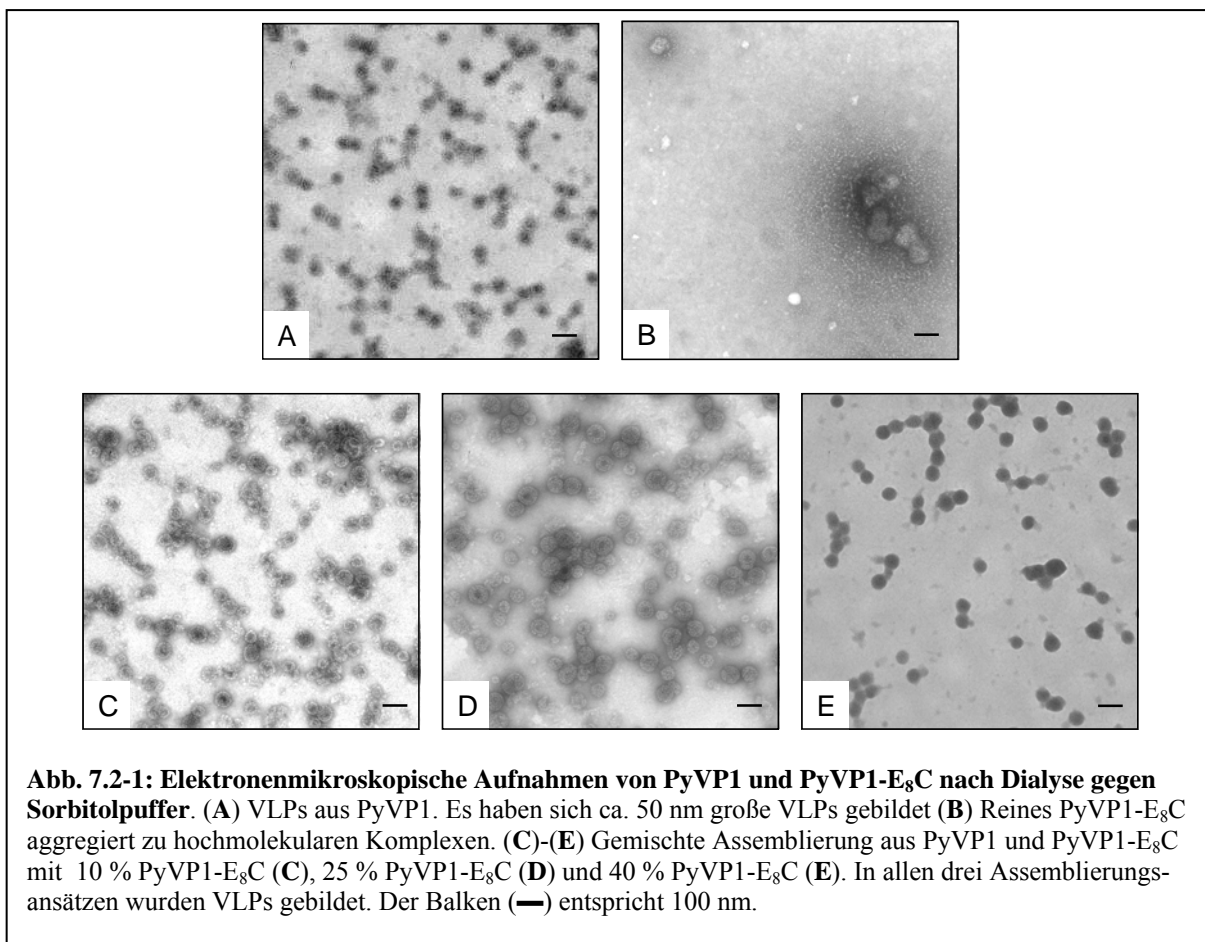 A
B
C
D
E
Abb. 7.2-1: Elektronenmikroskopische Aufnahmen von PyVP1 und PyVP1-E₈C nach Dialyse gegen
Sorbitolpuffer. (A) VLPs aus PyVP1. Es haben sich ca. 50 nm große VLPs gebildet (B) Reines PyVP1-E₈C
aggregiert zu hochmolekularen Komplexen. (C)-(E) Gemischte Assemblierung aus PyVP1 und PyVP1-E₈C
mit 10 % PyVP1-E₈C (C), 25 % PyVP1-E₈C (D) und 40 % PyVP1-E₈C (E). In allen drei Assemblierungs-
ansätzen wurden VLPs gebildet. Der Balken (━) entspricht 100 nm.